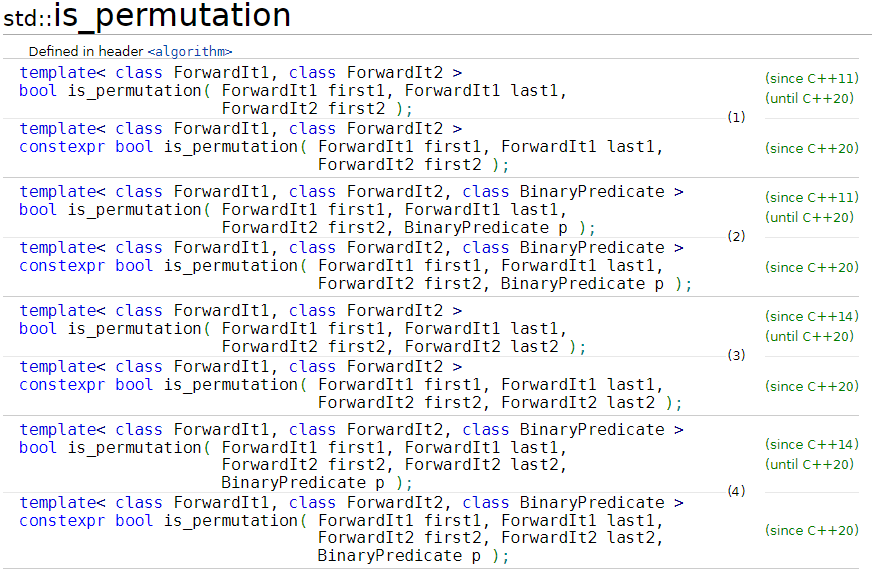 std::is_permutation
Defined in header <algorithm>
template< class ForwardIt1, class ForwardIt2 >
bool is_permutation( ForwardIt1 first1, ForwardIt1 last1,
ForwardIt2 first2 );
(since C++11)
(until C++20)
(1)
template< class ForwardIt1, class ForwardIt2 >
constexpr bool is_permutation( ForwardIt1 first1, ForwardIt1 last1,
ForwardIt2 first2 );
(since C++20)
template< class ForwardIt1, class ForwardIt2, class BinaryPredicate >
bool is_permutation( ForwardIt1 first1, ForwardIt1 last1,
ForwardIt2 first2, BinaryPredicate p );
(since C++11)
(until C++20)
(2)
template< class ForwardIt1, class ForwardIt2, class BinaryPredicate >
constexpr bool is_permutation( ForwardIt1 first1, ForwardIt1 last1,
ForwardIt2 first2, BinaryPredicate p );
(since C++20)
template< class ForwardIt1, class ForwardIt2 >
bool is_permutation( ForwardIt1 first1, ForwardIt1 last1,
ForwardIt2 first2, ForwardIt2 last2 );
(since C++14)
(until C++20)
(3)
template< class ForwardIt1, class ForwardIt2 >
constexpr bool is_permutation( ForwardIt1 first1, ForwardIt1 last1,
ForwardIt2 first2, ForwardIt2 last2 );
(since C++20)
template< class ForwardIt1, class ForwardIt2, class BinaryPredicate >
bool is_permutation( ForwardIt1 first1, ForwardIt1 last1,
ForwardIt2 first2, ForwardIt2 last2,
BinaryPredicate p );
(since C++14)
(until C++20)
(4)
template< class ForwardIt1, class ForwardIt2, class BinaryPredicate >
constexpr bool is_permutation( ForwardIt1 first1, ForwardIt1 last1,
ForwardIt2 first2, ForwardIt2 last2,
BinaryPredicate p );
(since C++20)